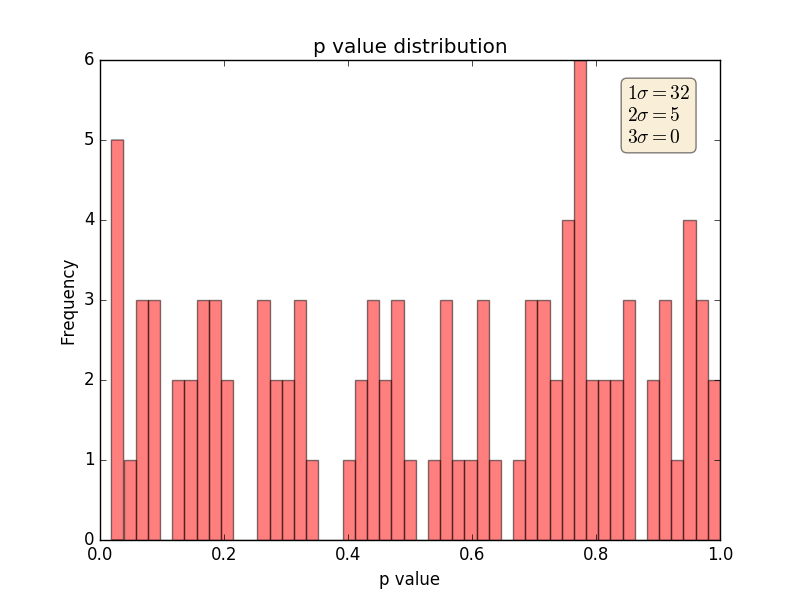 p value distribution
6
5
4
3
2
1
0
Frequency
1σ = 32
2σ = 5
3σ = 0
0.0 0.2 0.4 0.6 0.8 1.0
p value